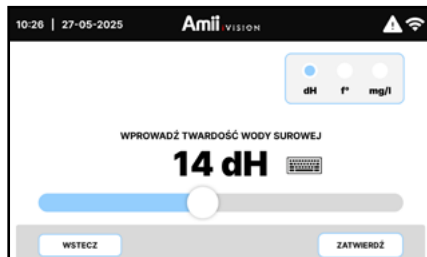 10:26 | 27-05-2025 Amii.VISION
dH f° mg/l
WPROWADŹ TWARDOŚĆ WODY SUROWEJ
14 dH
WSTECZ ZATWIERDŹ